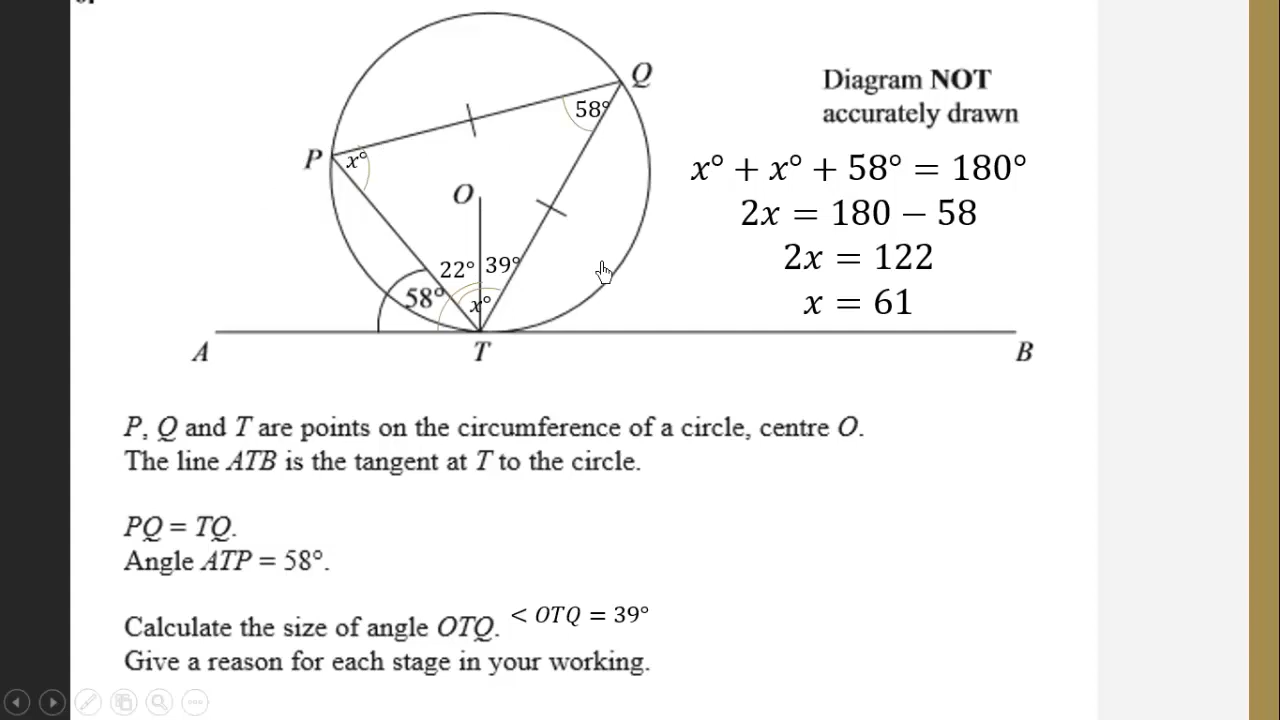 Q
58°
Diagram NOT
accurately drawn
P
x°
x° + x° + 58° = 180°
O
2x = 180 − 58
2x = 122
22°
39°
58°
x°
x = 61
A
T
B
P, Q and T are points on the circumference of a circle, centre O.
The line ATB is the tangent at T to the circle.
PQ = TQ.
Angle ATP = 58°.
Calculate the size of angle OTQ.
< OTQ = 39°
Give a reason for each stage in your working.